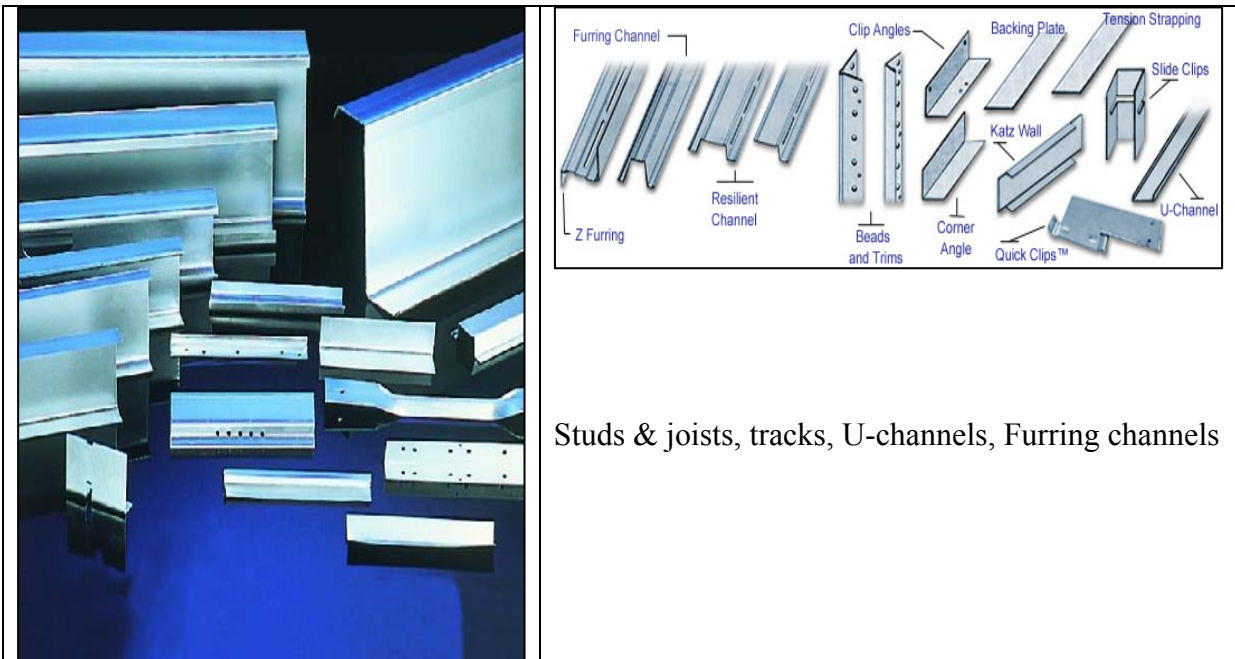 Furring Channel
Clip Angles
Backing Plate
Tension Strapping
Slide Clips
Katz Wall
Resilient
Channel
Z Furring
Beads
and Trims
Corner
Angle
Quick Clips™
U-Channel
Studs & joists, tracks, U-channels, Furring channels